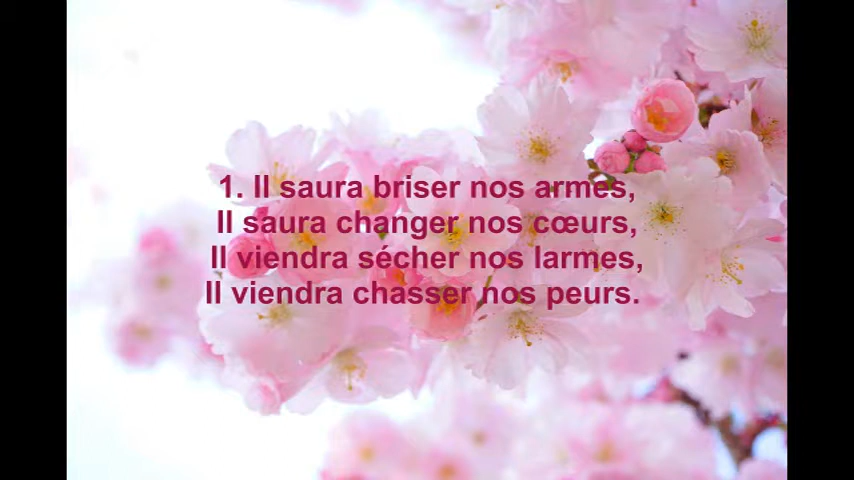 1. Il saura briser nos armes,
Il saura changer nos cœurs,
Il viendra sécher nos larmes,
Il viendra chasser nos peurs.